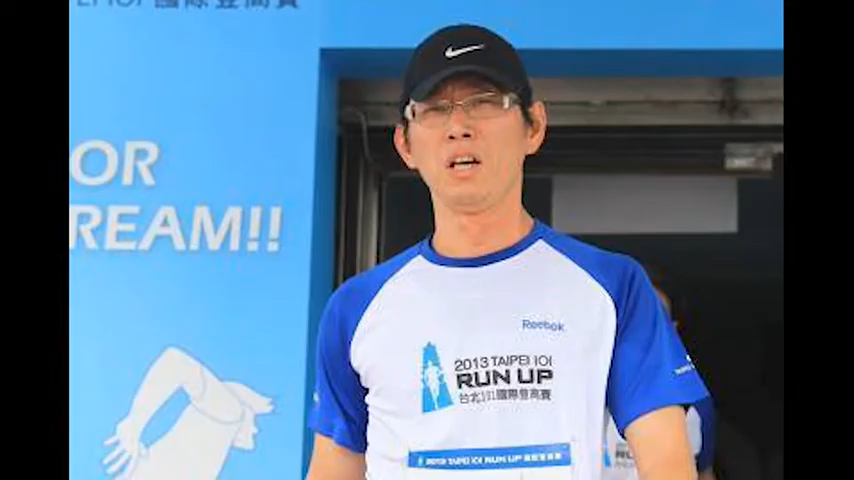 國際登高賽
OR
REAM!!
Reebok
2013 TAIPEI 101
RUN UP
台北101國際登高賽
2013 TAIPEI 101 RUN UP
RUN